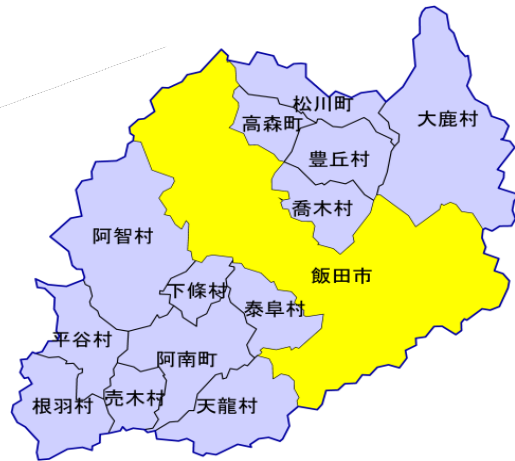 松川町
大鹿村
高森町
豊丘村
喬木村
阿智村
飯田市
下條村
泰阜村
平谷村
阿南町
売木村
天龍村
根羽村